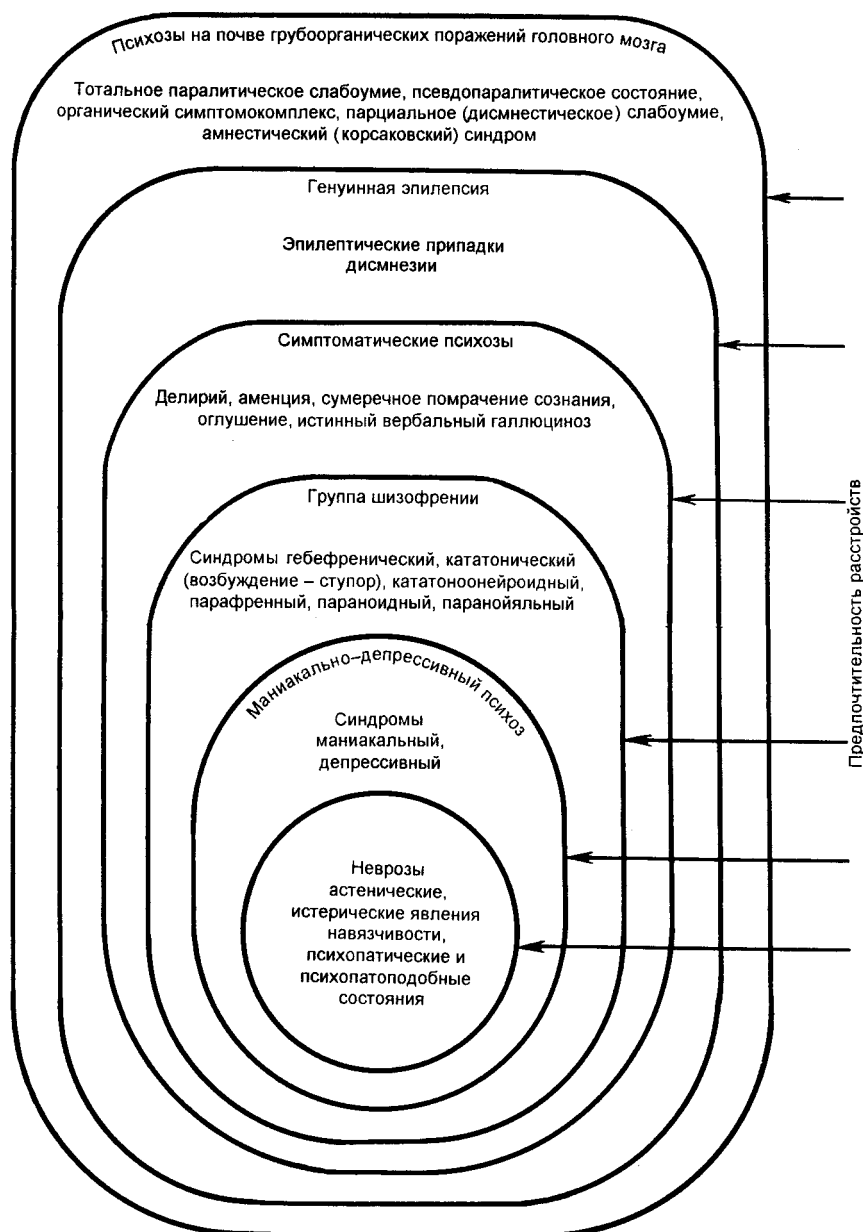 Психозы на почве грубоорганических поражений головного мозга
Тотальное паралитическое слабоумие, псевдопаралитическое состояние,
органический симптомокомплекс, парциальное (дисмнестическое) слабоумие,
амнестический (корсаковский) синдром
Генуинная эпилепсия
Эпилептические припадки
дисмнезии
Симптоматические психозы
Делирий, аменция, сумеречное помрачение сознания,
оглушение, истинный вербальный галлюциноз
Группа шизофрении
Синдромы гебефренический, кататонический
(возбуждение – ступор), кататоноонейроидный,
парафренный, параноидный, паранойяльный
Маниакально–депрессивный психоз
Синдромы
маниакальный,
депрессивный
Неврозы
астенические,
истерические явления
навязчивости,
психопатические и
психопатоподобные
состояния
Предпочтительность расстройств